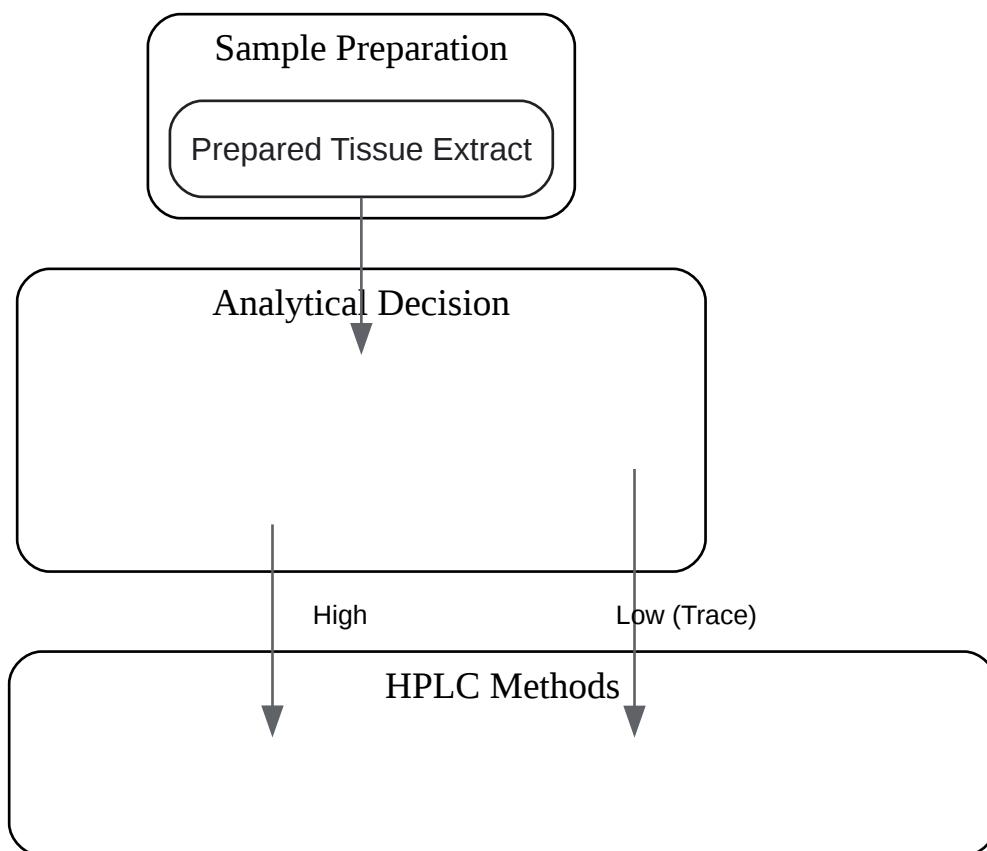 Sample Preparation
Prepared Tissue Extract
Analytical Decision
High
Low (Trace)
HPLC Methods